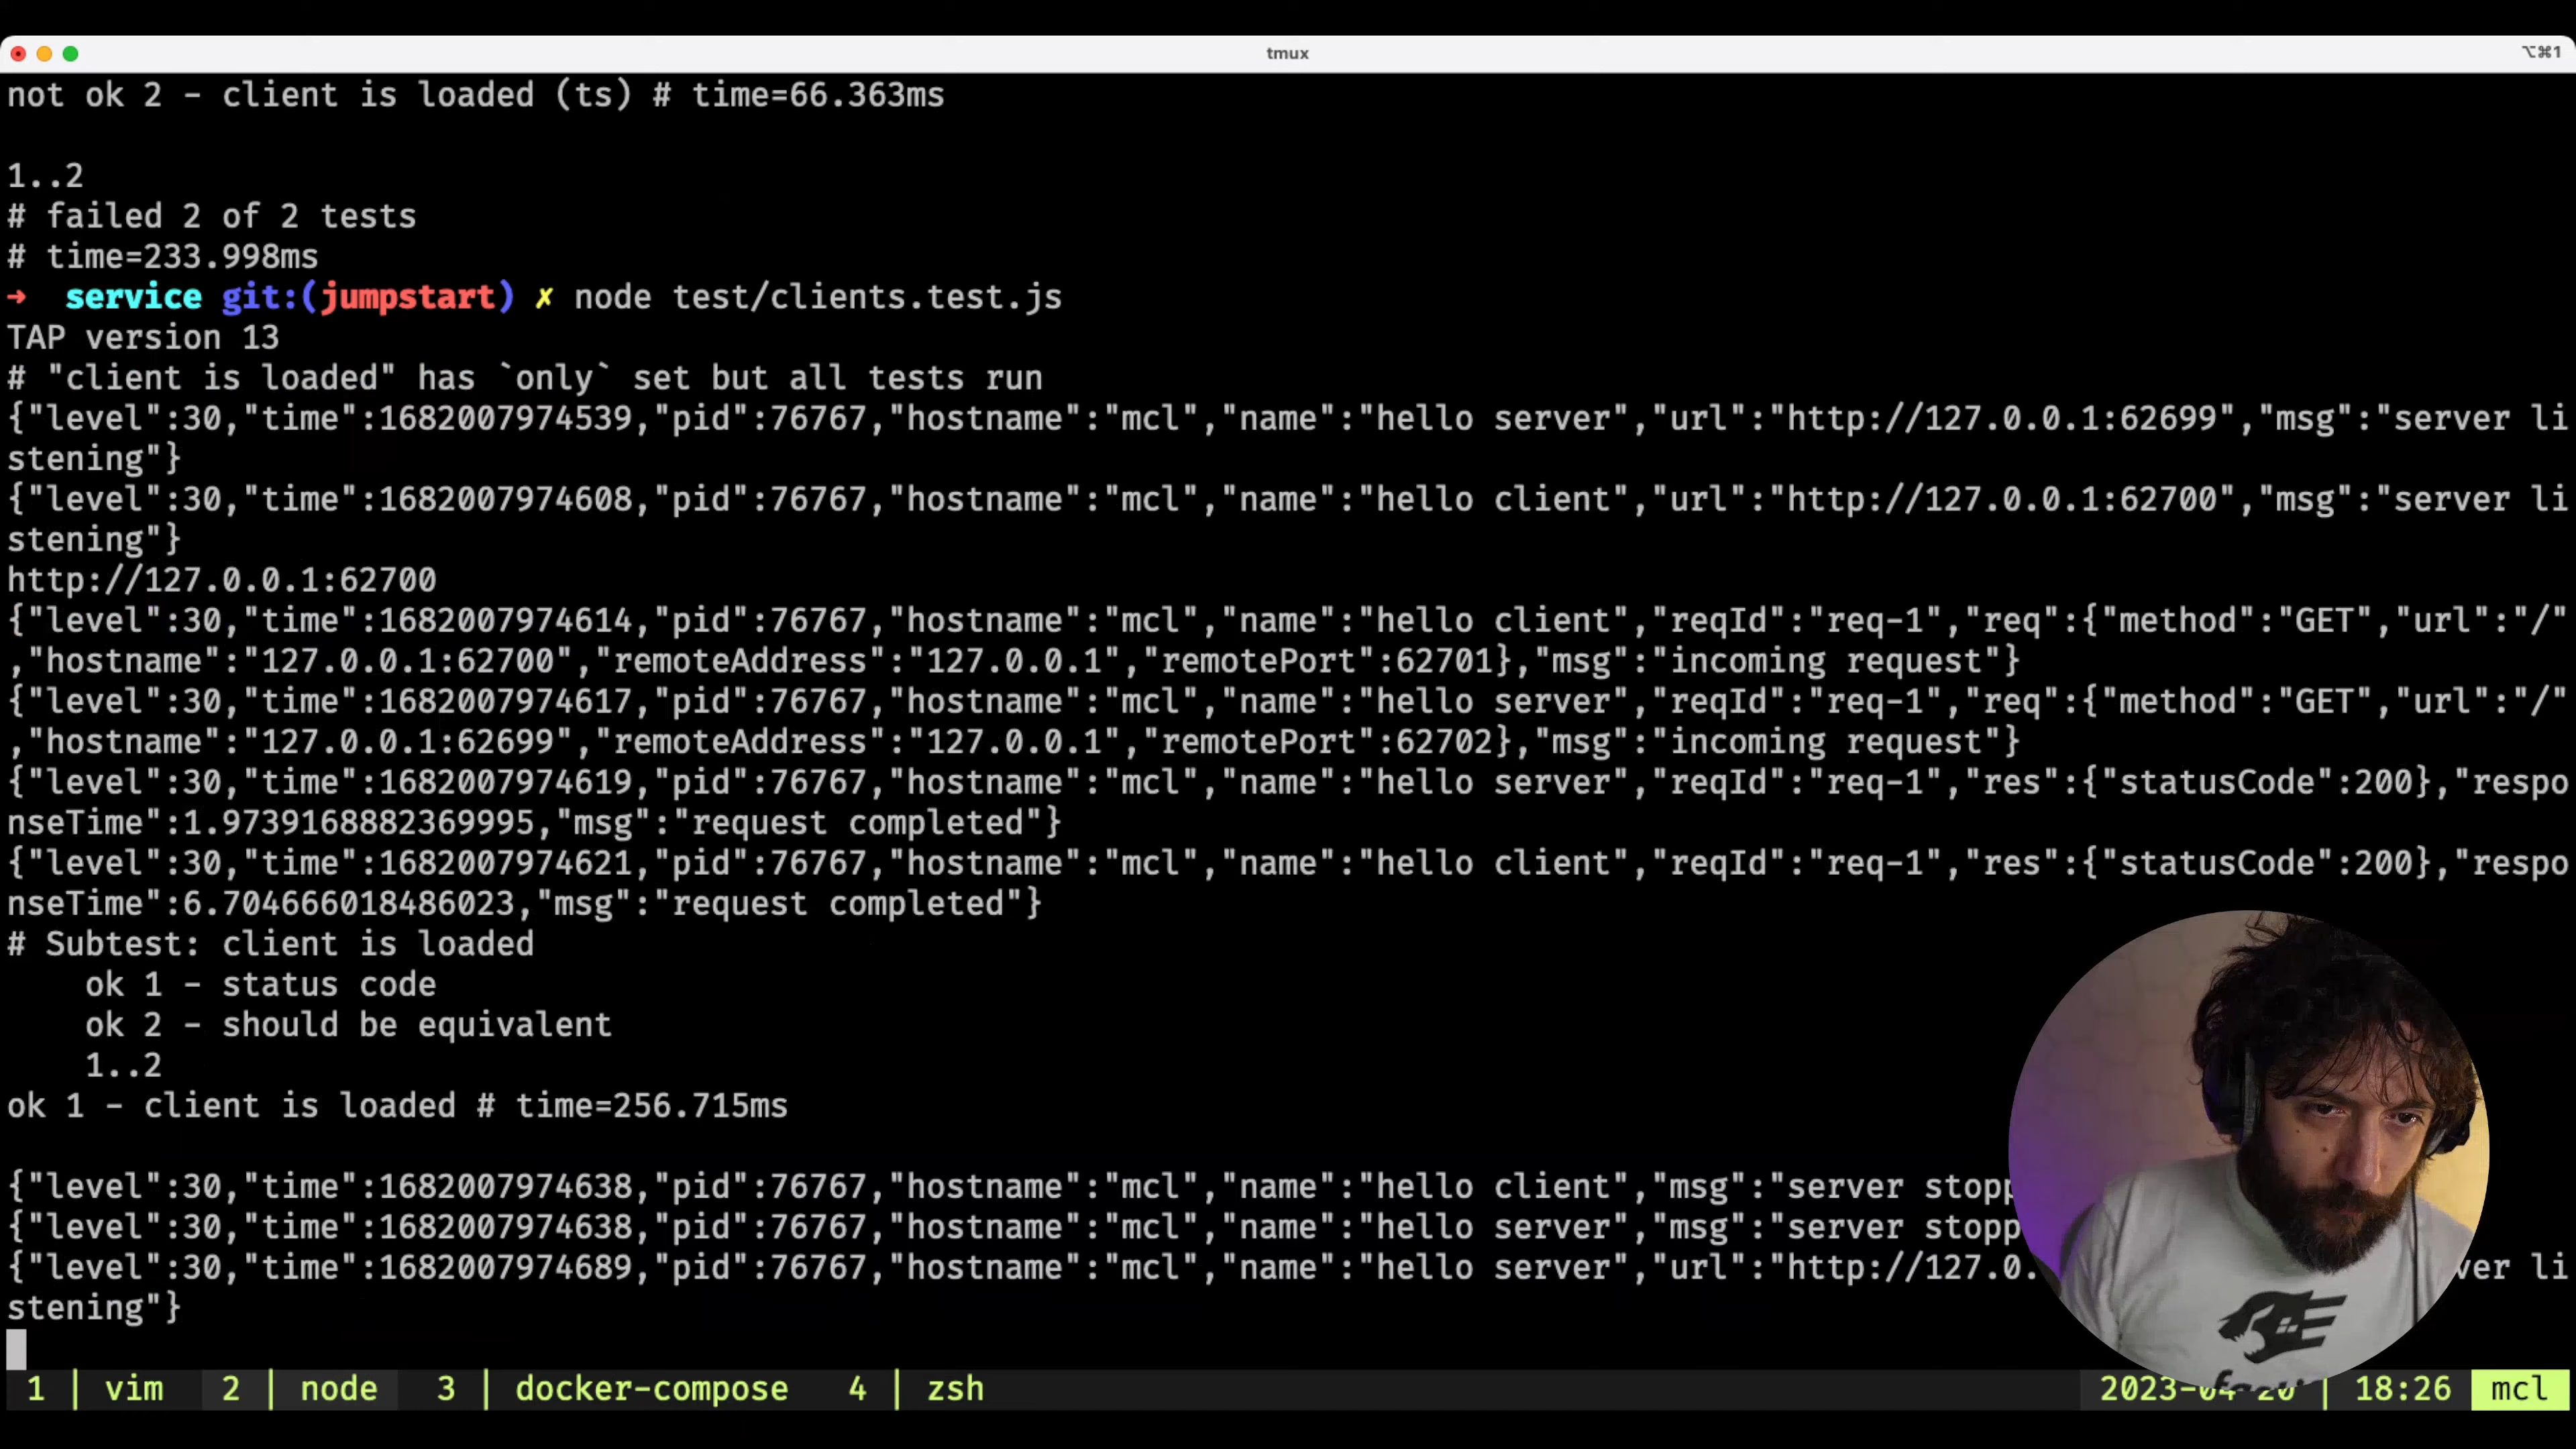 tmux
⌥⌘1
not ok 2 - client is loaded (ts) # time=66.363ms
1..2
# failed 2 of 2 tests
# time=233.998ms
→ service git:(jumpstart) ✗ node test/clients.test.js
TAP version 13
# "client is loaded" has `only` set but all tests run
{"level":30,"time":1682007974539,"pid":76767,"hostname":"mcl","name":"hello server","url":"http://127.0.0.1:62699","msg":"server li
stening"}
{"level":30,"time":1682007974608,"pid":76767,"hostname":"mcl","name":"hello client","url":"http://127.0.0.1:62700","msg":"server li
stening"}
http://127.0.0.1:62700
{"level":30,"time":1682007974614,"pid":76767,"hostname":"mcl","name":"hello client","reqId":"req-1","req":{"method":"GET","url":"/"
,"hostname":"127.0.0.1:62700","remoteAddress":"127.0.0.1","remotePort":62701},"msg":"incoming request"}
{"level":30,"time":1682007974617,"pid":76767,"hostname":"mcl","name":"hello server","reqId":"req-1","req":{"method":"GET","url":"/"
,"hostname":"127.0.0.1:62699","remoteAddress":"127.0.0.1","remotePort":62702},"msg":"incoming request"}
{"level":30,"time":1682007974619,"pid":76767,"hostname":"mcl","name":"hello server","reqId":"req-1","res":{"statusCode":200},"respo
nseTime":1.9739168882369995,"msg":"request completed"}
{"level":30,"time":1682007974621,"pid":76767,"hostname":"mcl","name":"hello client","reqId":"req-1","res":{"statusCode":200},"respo
nseTime":6.704666018486023,"msg":"request completed"}
# Subtest: client is loaded
ok 1 - status code
ok 2 - should be equivalent
1..2
ok 1 - client is loaded # time=256.715ms
{"level":30,"time":1682007974638,"pid":76767,"hostname":"mcl","name":"hello client","msg":"server stopp
{"level":30,"time":1682007974638,"pid":76767,"hostname":"mcl","name":"hello server","msg":"server stopp
{"level":30,"time":1682007974689,"pid":76767,"hostname":"mcl","name":"hello server","url":"http://127.0. ver li
stening"}
1 | vim 2 | node 3 | docker-compose 4 | zsh 2023-04-20 | 18:26 mcl